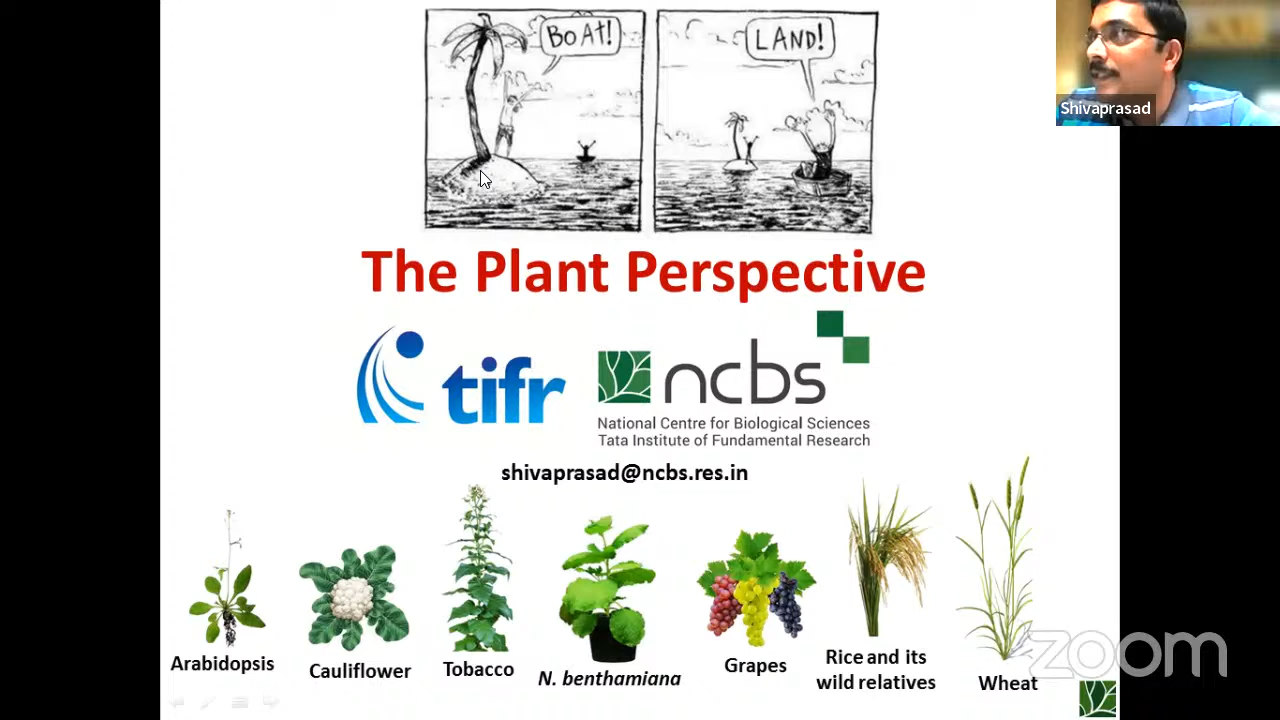 BOAT!
LAND!
Shivaprasad
The Plant Perspective
tifr
ncbs
National Centre for Biological Sciences
Tata Institute of Fundamental Research
shivaprasad@ncbs.res.in
Arabidopsis
Cauliflower
Tobacco
N. benthamiana
Grapes
Rice and its
wild relatives
Wheat
zoom